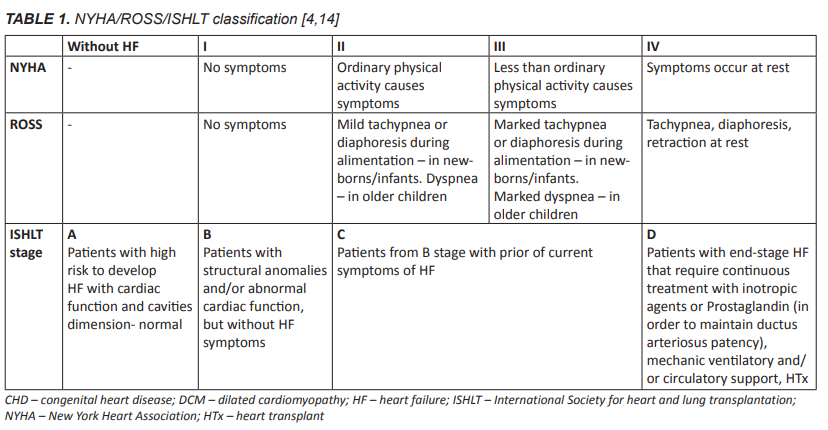 TABLE 1. NYHA/ROSS/ISHLT classification [4,14]
Without HF
I
II
III
IV
NYHA
-
No symptoms
Ordinary physical
activity causes
symptoms
Less than ordinary
physical activity causes
symptoms
Symptoms occur at rest
ROSS
-
No symptoms
Mild tachypnea or
diaphoresis during
alimentation – in new-
borns/infants. Dyspnea
– in older children
Marked tachypnea
or diaphoresis during
alimentation – in new-
borns/infants.
Marked dyspnea – in
older children
Tachypnea, diaphoresis,
retraction at rest
ISHLT
stage
A
Patients with high
risk to develop
HF with cardiac
function and cavities
dimension- normal
B
Patients with
structural anomalies
and/or abnormal
cardiac function,
but without HF
symptoms
C
Patients from B stage with prior of current
symptoms of HF
D
Patients with end-stage HF
that require continuous
treatment with inotropic
agents or Prostaglandin (in
order to maintain ductus
arteriosus patency),
mechanic ventilatory and/
or circulatory support, HTx
CHD – congenital heart disease; DCM – dilated cardiomyopathy; HF – heart failure; ISHLT – International Society for heart and lung transplantation;
NYHA – New York Heart Association; HTx – heart transplant